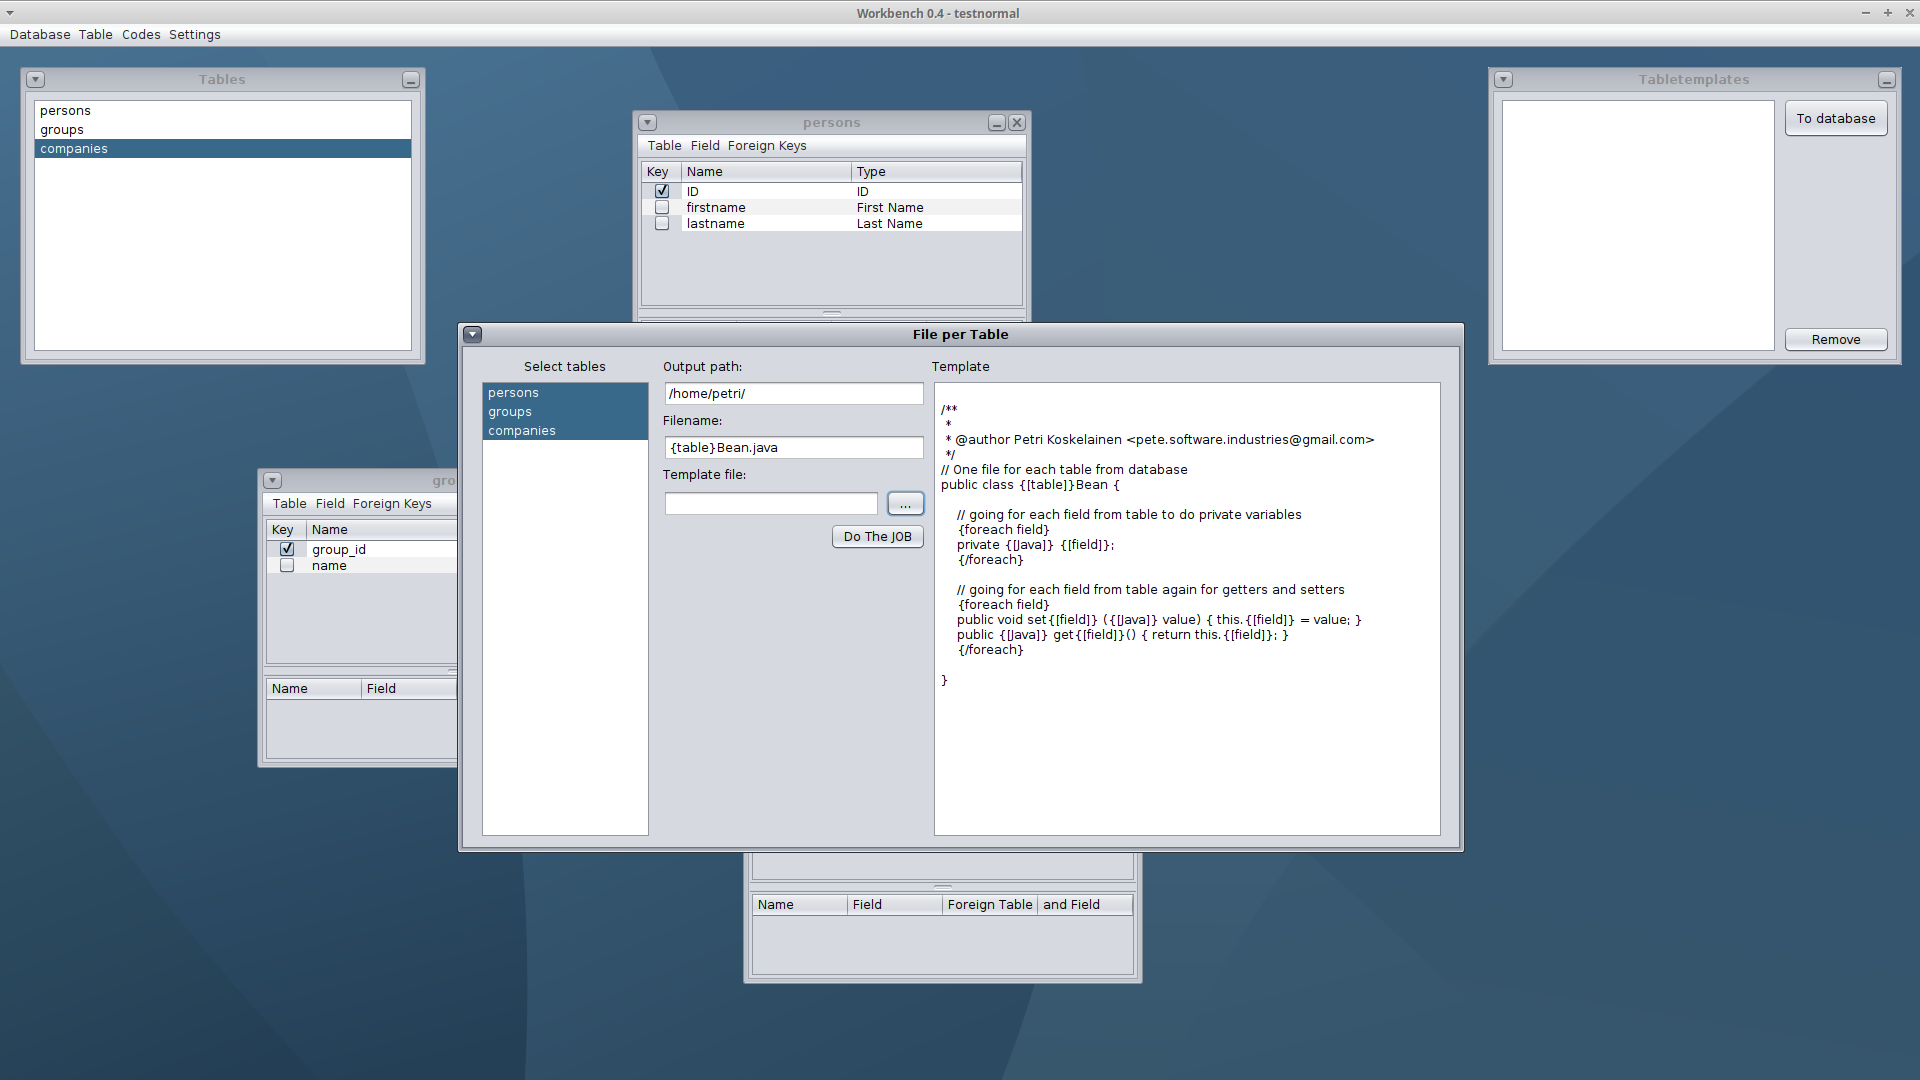 Workbench 0.4 - testnormal
Database Table Codes Settings
Tables
persons
groups
companies
persons
Table Field Foreign Keys
Key Name Type
ID ID
firstname First Name
lastname Last Name
Tabletemplates
To database
Remove
gro
Table Field Foreign Keys
Key Name
group_id
name
Name Field
File per Table
Select tables
persons
groups
companies
Output path:
/home/petri/
Filename:
{table}Bean.java
Template file:
...
Do The JOB
Template
/**
*
* @author Petri Koskelainen <pete.software.industries@gmail.com>
*/
// One file for each table from database
public class {[table]}Bean {
// going for each field from table to do private variables
{foreach field}
private {[Java]} {[field]};
{/foreach}
// going for each field from table again for getters and setters
{foreach field}
public void set{[field]} ({[Java]} value) { this.{[field]} = value; }
public {[Java]} get{[field]}() { return this.{[field]}; }
{/foreach}
}
Name Field Foreign Table and Field